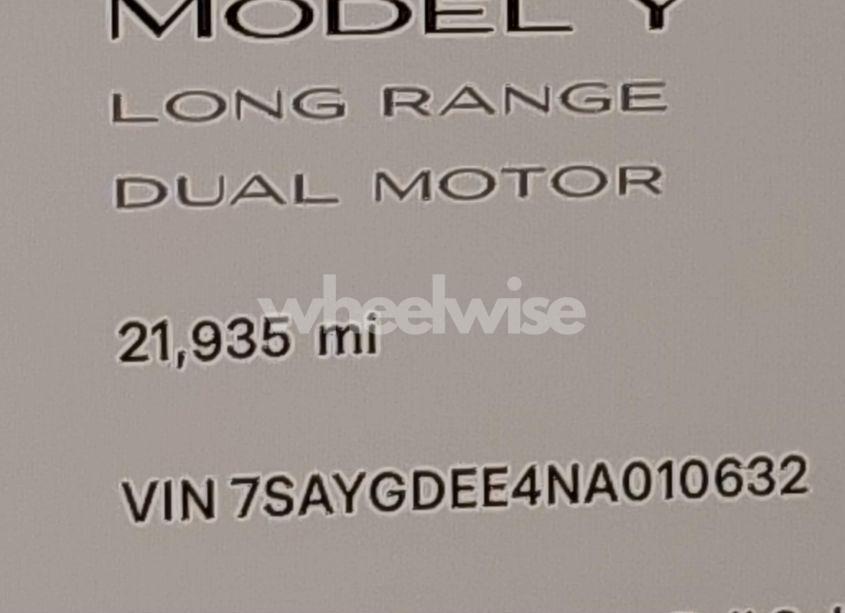 MODEL Y
LONG RANGE
DUAL MOTOR
wheelwise
21,935 mi
VIN 7SAYGDEE4NA010632